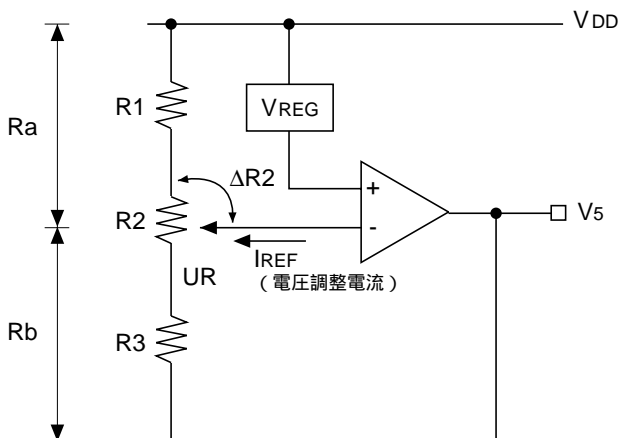 VDD
R1
VREG
Ra
ΔR2
+
R2
-
V5
IREF
UR
(電圧調整電流)
Rb
R3